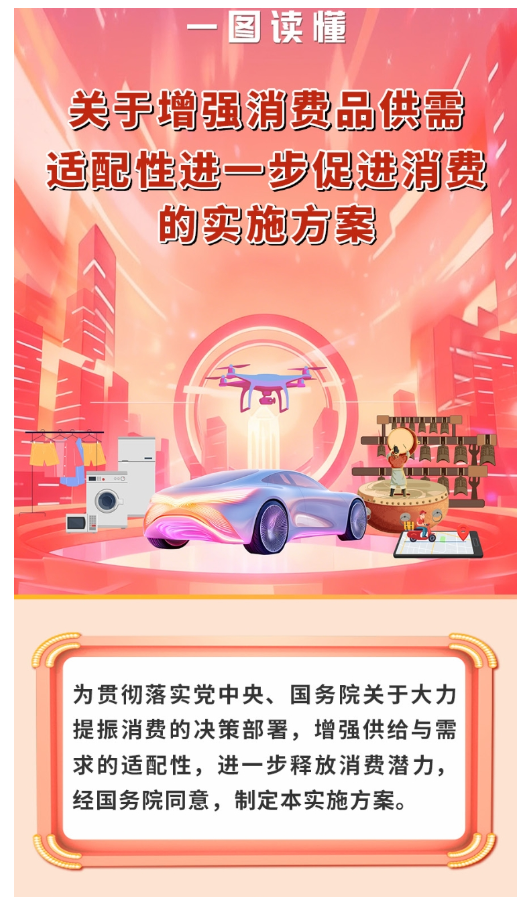 一图读懂
关于增强消费品供需
适配性进一步促进消费
的实施方案
为贯彻落实党中央、国务院关于大力
提振消费的决策部署，增强供给与需
求的适配性，进一步释放消费潜力，
经国务院同意，制定本实施方案。